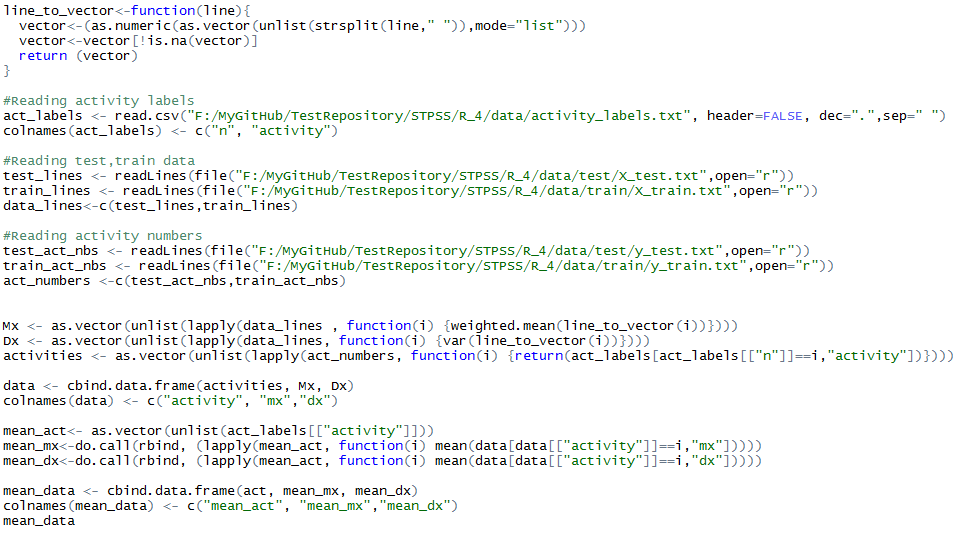 line_to_vector<-function(line){
  vector<-(as.numeric(as.vector(unlist(strsplit(line," ")),mode="list")))
  vector<-vector[!is.na(vector)]
  return (vector)
}

#Reading activity labels
act_labels <- read.csv("F:/MyGitHub/TestRepository/STPSS/R_4/data/activity_labels.txt", header=FALSE, dec=".",sep=" ")
colnames(act_labels) <- c("n", "activity")

#Reading test,train data
test_lines <- readLines(file("F:/MyGitHub/TestRepository/STPSS/R_4/data/test/X_test.txt",open="r"))
train_lines <- readLines(file("F:/MyGitHub/TestRepository/STPSS/R_4/data/train/X_train.txt",open="r"))
data_lines<-c(test_lines,train_lines)

#Reading activity numbers
test_act_nbs <- readLines(file("F:/MyGitHub/TestRepository/STPSS/R_4/data/test/y_test.txt",open="r"))
train_act_nbs <- readLines(file("F:/MyGitHub/TestRepository/STPSS/R_4/data/train/y_train.txt",open="r"))
act_numbers <-c(test_act_nbs,train_act_nbs)


Mx <- as.vector(unlist(lapply(data_lines , function(i) {weighted.mean(line_to_vector(i))})))
Dx <- as.vector(unlist(lapply(data_lines, function(i) {var(line_to_vector(i))})))
activities <- as.vector(unlist(lapply(act_numbers, function(i) {return(act_labels[act_labels[["n"]]==i,"activity"])})))

data <- cbind.data.frame(activities, Mx, Dx)
colnames(data) <- c("activity", "mx","dx")

mean_act<- as.vector(unlist(act_labels[["activity"]]))
mean_mx<-do.call(rbind, (lapply(mean_act, function(i) mean(data[data[["activity"]]==i,"mx"]))))
mean_dx<-do.call(rbind, (lapply(mean_act, function(i) mean(data[data[["activity"]]==i,"dx"]))))

mean_data <- cbind.data.frame(act, mean_mx, mean_dx)
colnames(mean_data) <- c("mean_act", "mean_mx","mean_dx")
mean_data